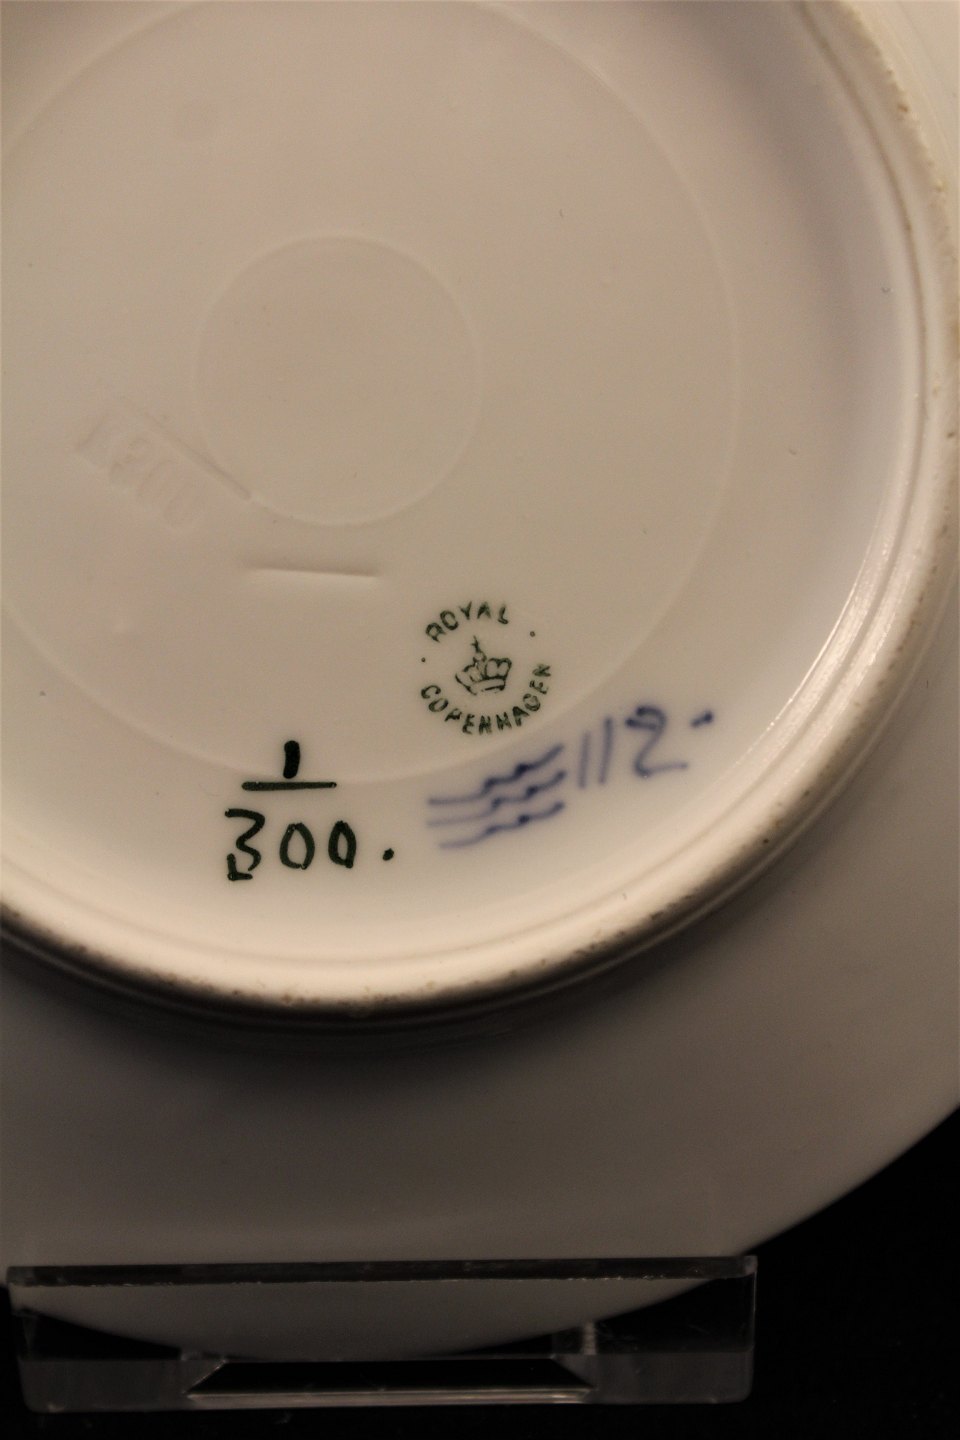 ROYAL
COPENHAGEN
1
300.
112.